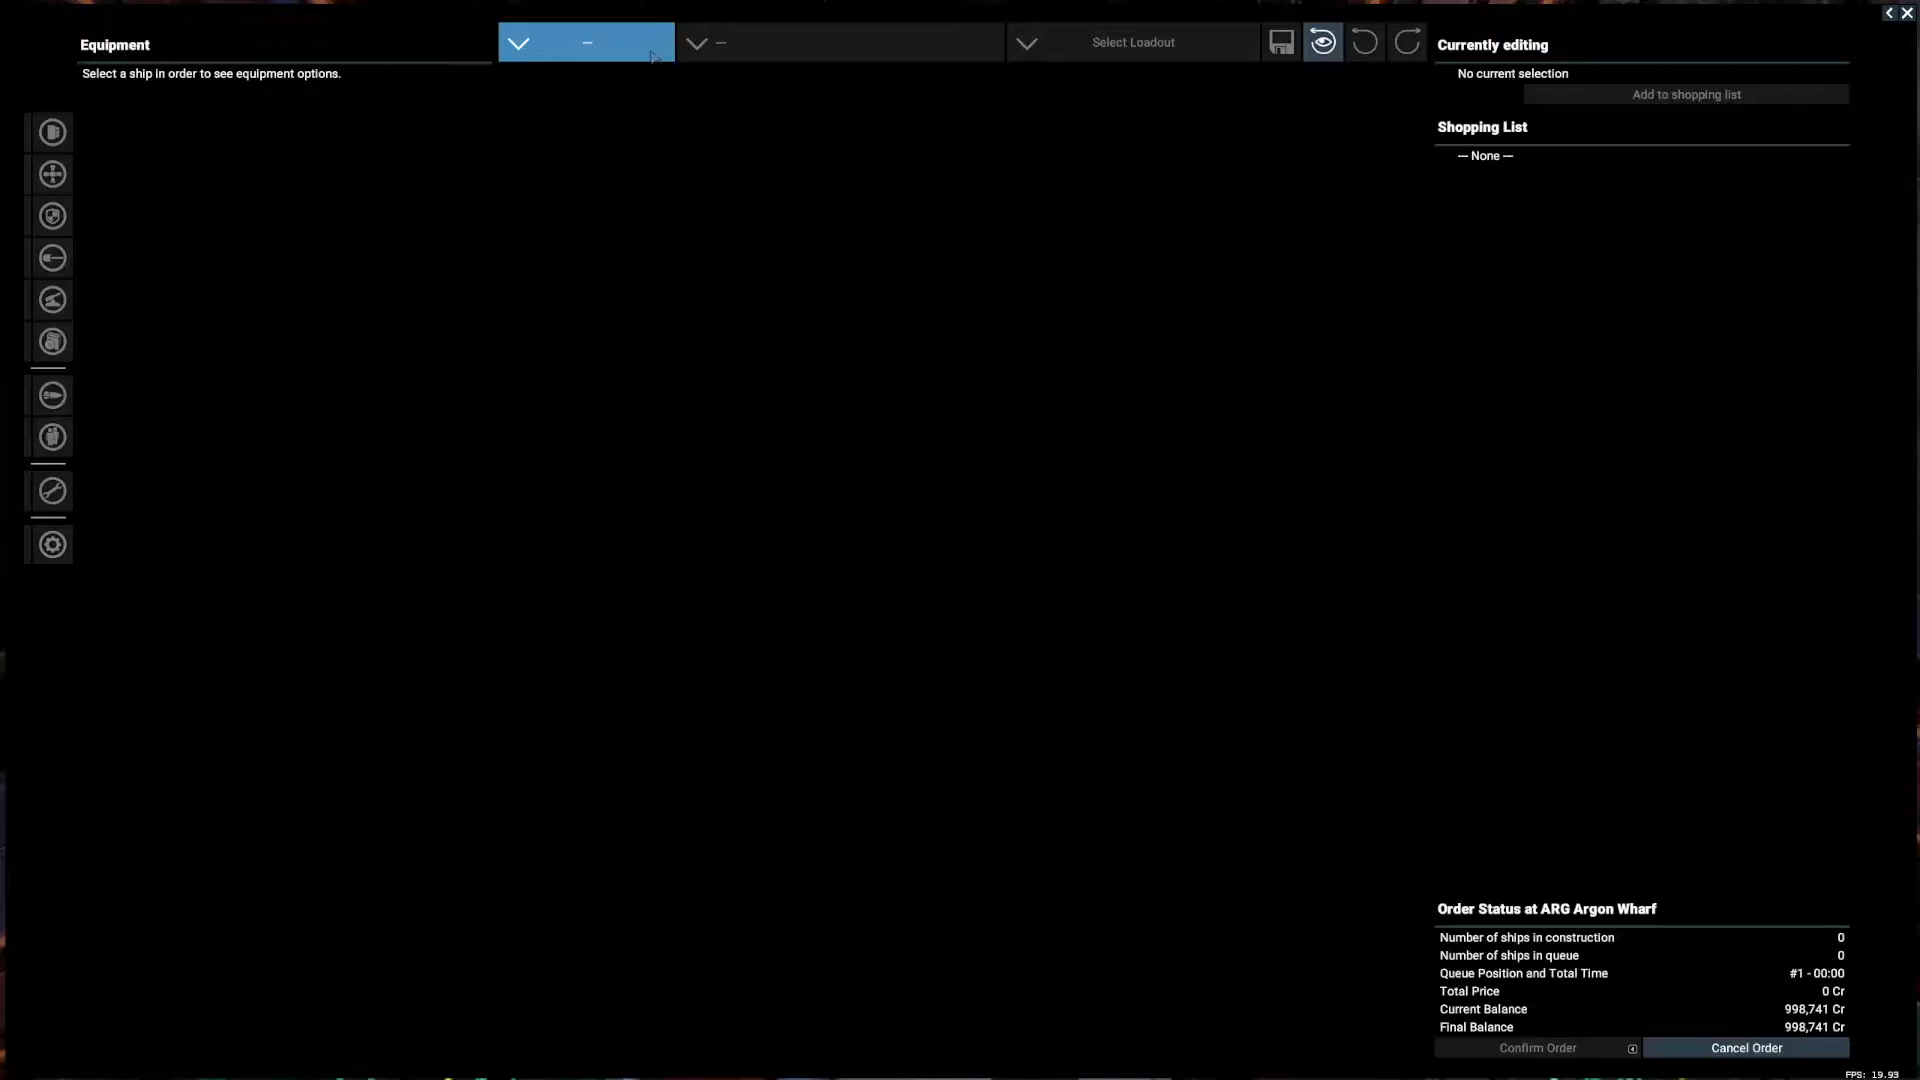 Equipment
Select a ship in order to see equipment options.
–
–
Select Loadout
Currently editing
No current selection
Add to shopping list
Shopping List
--- None ---
Order Status at ARG Argon Wharf
Number of ships in construction 0
Number of ships in queue 0
Queue Position and Total Time #1 - 00:00
Total Price 0 Cr
Current Balance 998,741 Cr
Final Balance 998,741 Cr
Confirm Order
Cancel Order
FPS: 19.93